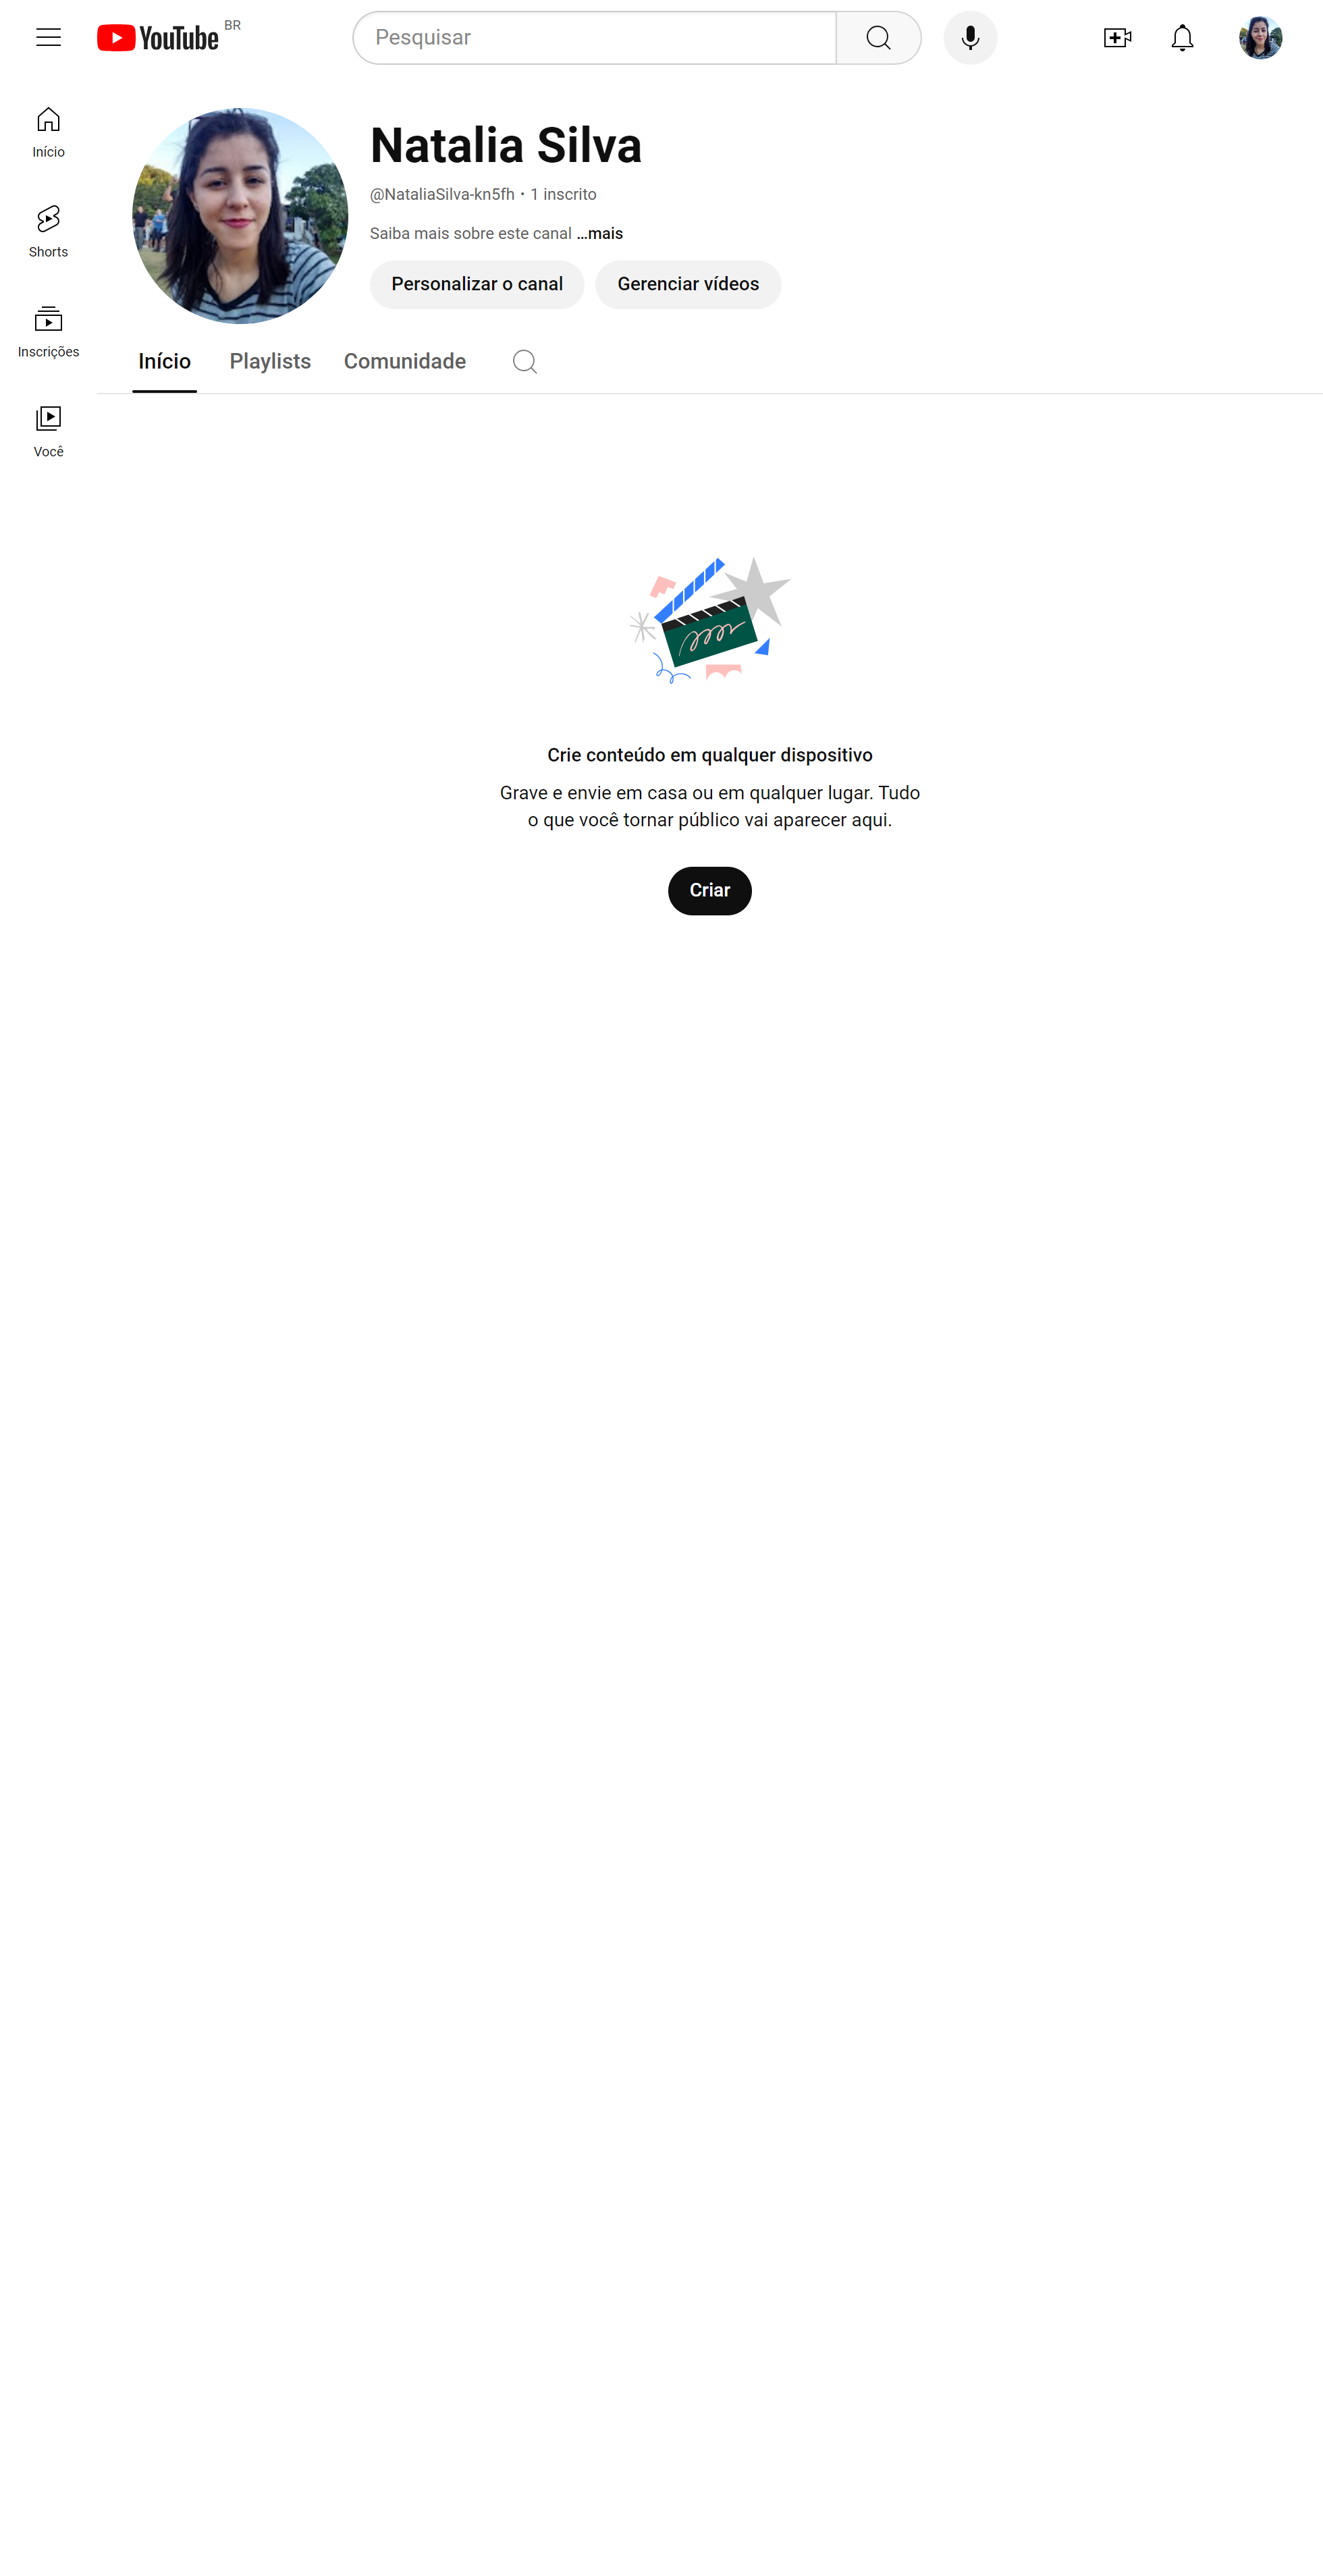 YouTube BR
Pesquisar
Início
Shorts
Inscrições
Você
Natalia Silva
@NataliaSilva-kn5fh • 1 inscrito
Saiba mais sobre este canal ...mais
Personalizar o canal
Gerenciar vídeos
Início Playlists Comunidade
Crie conteúdo em qualquer dispositivo
Grave e envie em casa ou em qualquer lugar. Tudo
o que você tornar público vai aparecer aqui.
Criar